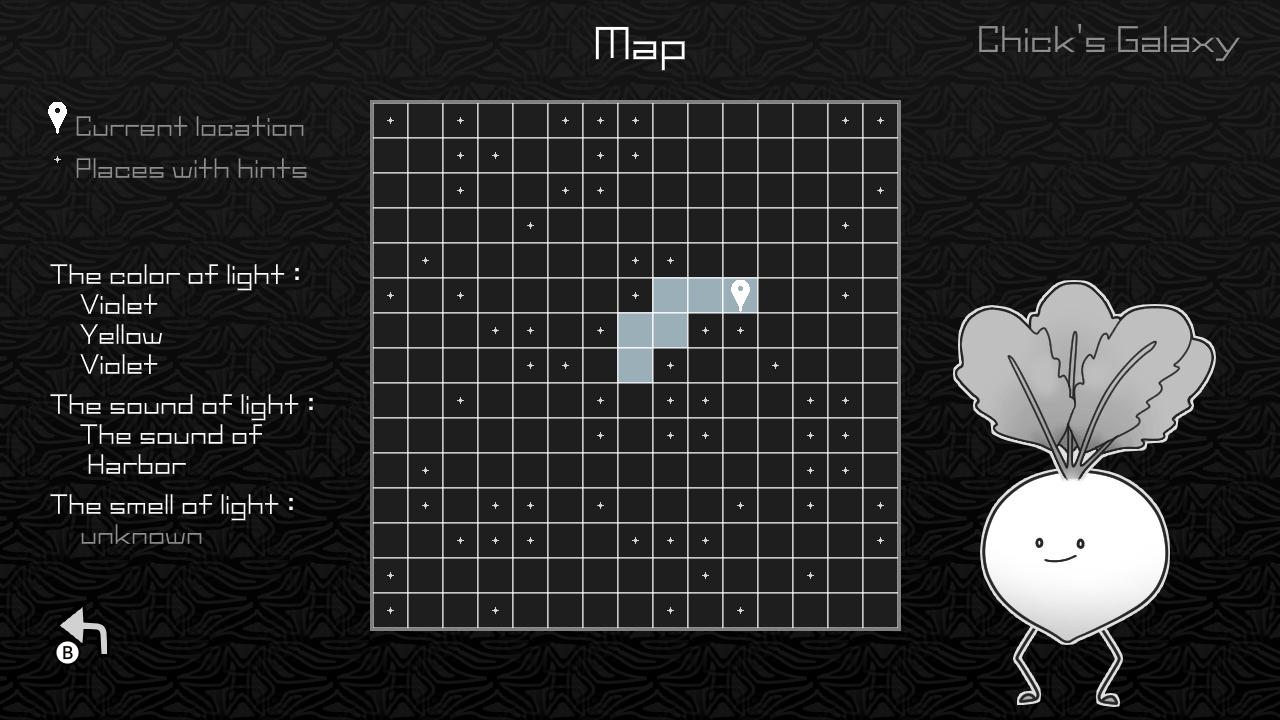 Map
Chick's Galaxy
Current location
Places with hints
The color of light :
Violet
Yellow
Violet
The sound of light :
The sound of
Harbor
The smell of light :
unknown
B